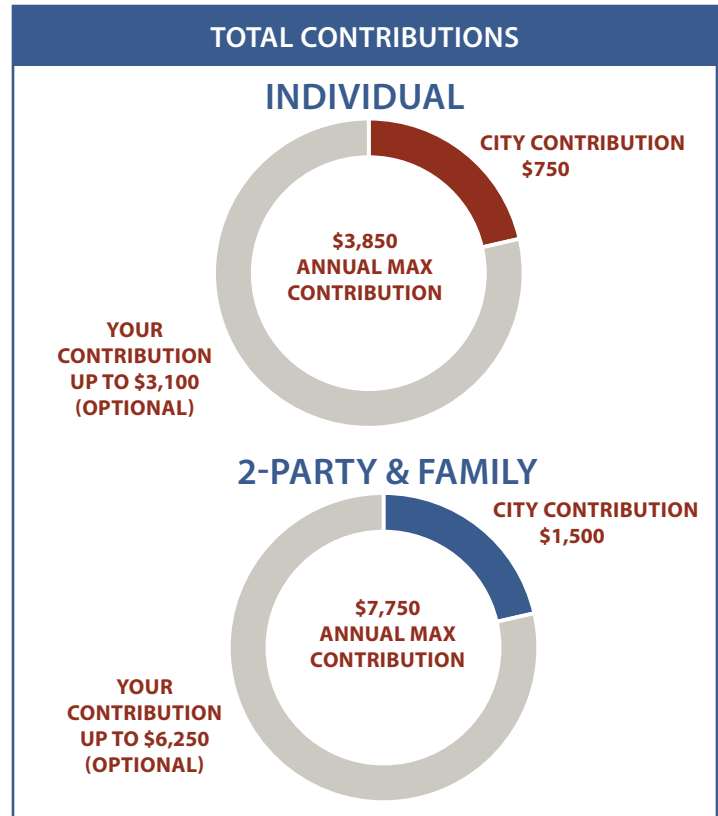 TOTAL CONTRIBUTIONS
INDIVIDUAL
CITY CONTRIBUTION
$750
$3,850
ANNUAL MAX
CONTRIBUTION
YOUR
CONTRIBUTION
UP TO $3,100
(OPTIONAL)
2-PARTY & FAMILY
CITY CONTRIBUTION
$1,500
$7,750
ANNUAL MAX
CONTRIBUTION
YOUR
CONTRIBUTION
UP TO $6,250
(OPTIONAL)